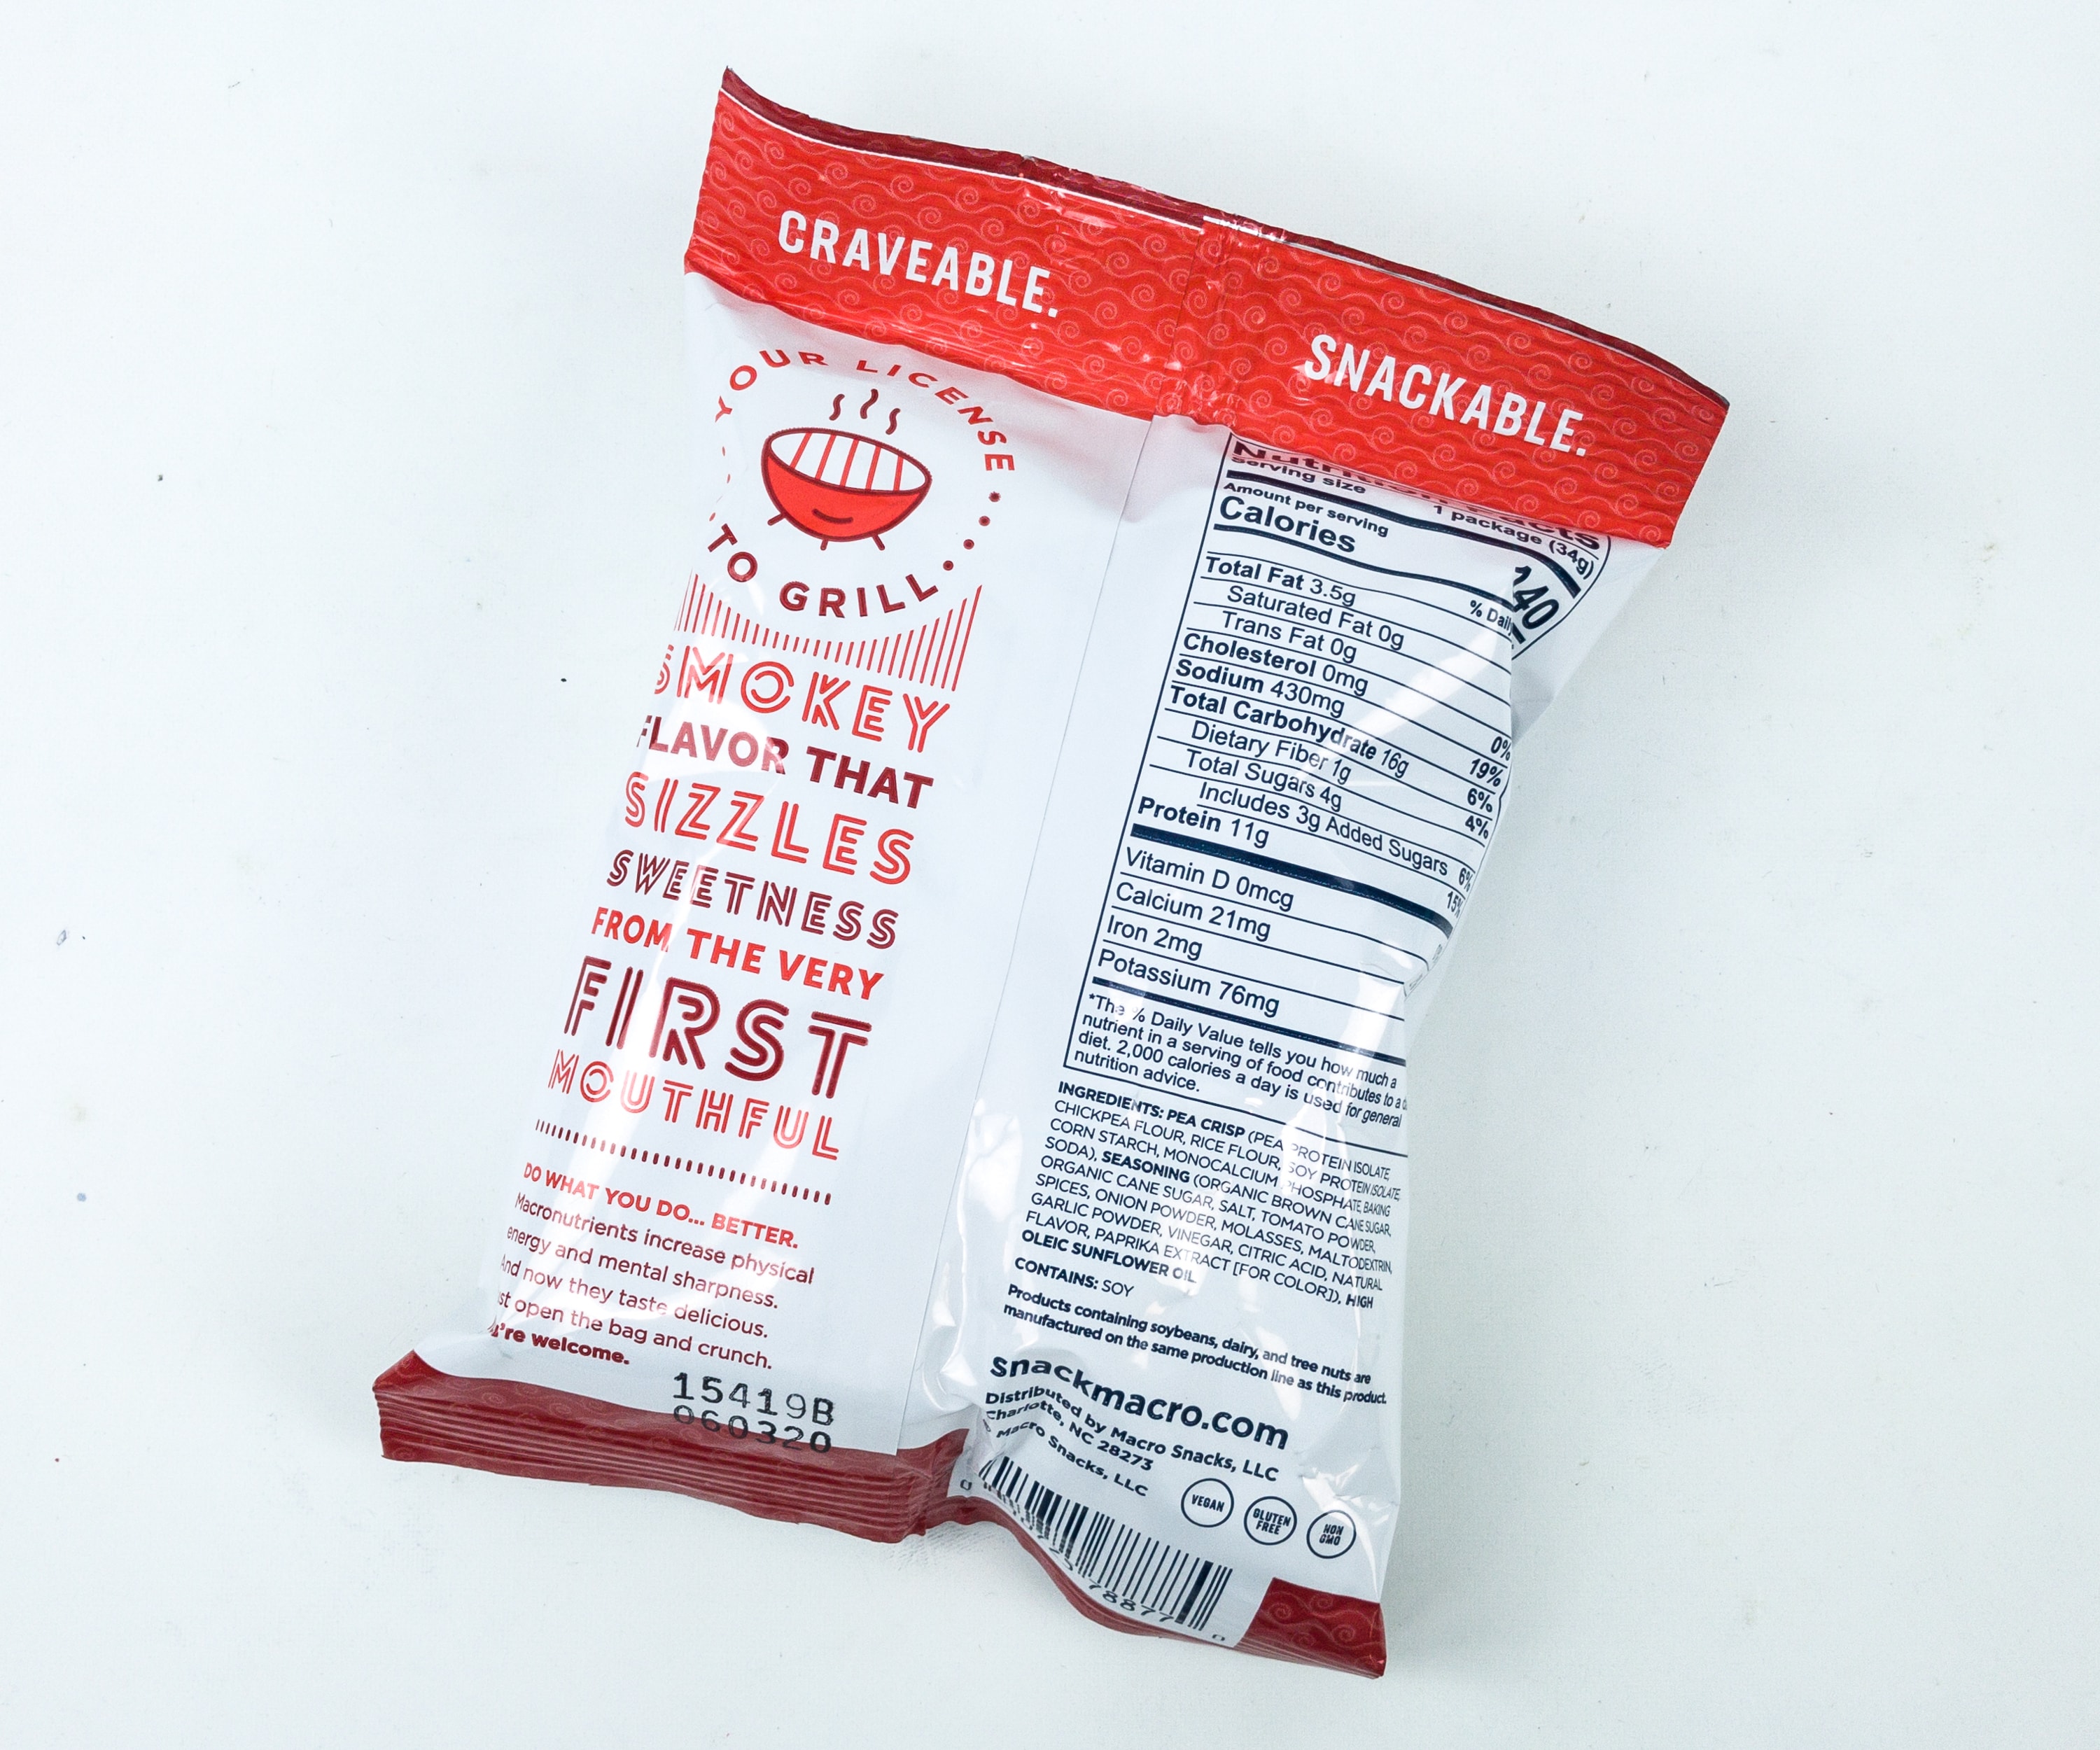 CRAVEABLE.
SNACKABLE.
YOUR LICENSE
TO GRILL
SMOKEY
FLAVOR THAT
SIZZLES
SWEETNESS
FROM THE VERY
FIRST
MOUTHFUL
DO WHAT YOU DO... BETTER.
Macronutrients increase physical
energy and mental sharpness.
And now they taste delicious.
open the bag and crunch.
welcome.
15419B
060320
Nutrition Facts
Serving size 1 package (34g)
Amount per serving
Calories 140
% Daily
Total Fat 3.5g
Saturated Fat 0g
Trans Fat 0g
Cholesterol 0mg 0%
Sodium 430mg 19%
Total Carbohydrate 16g 6%
Dietary Fiber 1g 4%
Total Sugars 4g
Includes 3g Added Sugars 6%
Protein 11g 15%
Vitamin D 0mcg
Calcium 21mg
Iron 2mg
Potassium 76mg
*The % Daily Value tells you how much a
nutrient in a serving of food contributes to a
diet. 2,000 calories a day is used for general
nutrition advice.
INGREDIENTS: PEA CRISP (PEA PROTEIN ISOLATE,
CHICKPEA FLOUR, RICE FLOUR, SOY PROTEIN ISOLATE,
CORN STARCH, MONOCALCIUM PHOSPHATE, BAKING
SODA), SEASONING (ORGANIC BROWN CANE SUGAR,
ORGANIC CANE SUGAR, SALT, TOMATO POWDER,
SPICES, ONION POWDER, MOLASSES, MALTODEXTRIN,
GARLIC POWDER, VINEGAR, CITRIC ACID, NATURAL
FLAVOR, PAPRIKA EXTRACT [FOR COLOR]), HIGH
OLEIC SUNFLOWER OIL
CONTAINS: SOY
Products containing soybeans, dairy, and tree nuts are
manufactured on the same production line as this product.
snackmacro.com
Distributed by Macro Snacks, LLC
Charlotte, NC 28273
© Macro Snacks, LLC
VEGAN
GLUTEN
FREE
NON
GMO
78877